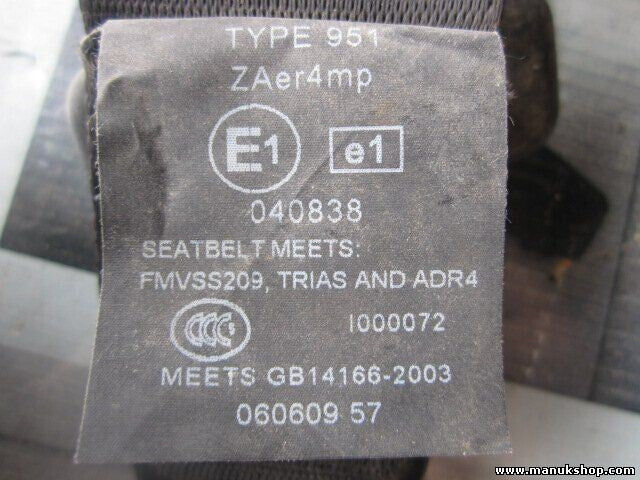 TYPE 951
ZAer4mp
E1 e1
040838
SEATBELT MEETS:
FMVSS209, TRIAS AND ADR4
CCC I000072
MEETS GB14166-2003
060609 57
www.manukshop.com